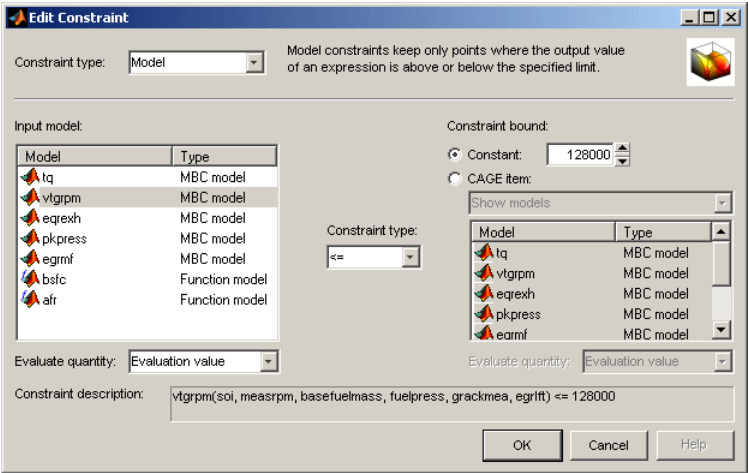 Edit Constraint
Constraint type: Model
Model constraints keep only points where the output value
of an expression is above or below the specified limit.
Input model:
Model Type
tq MBC model
vtgrpm MBC model
eqrexh MBC model
pkpress MBC model
egrmf MBC model
bsfc Function model
afr Function model
Evaluate quantity: Evaluation value
Constraint type:
<=
Constraint bound:
Constant: 128000
CAGE item:
Show models
Model Type
tq MBC model
vtgrpm MBC model
eqrexh MBC model
pkpress MBC model
egrmf MBC model
Evaluate quantity: Evaluation value
Constraint description: vtgrpm(soi, measrpm, basefuelmass, fuelpress, grackmea, egrlft) <= 128000
OK Cancel Help